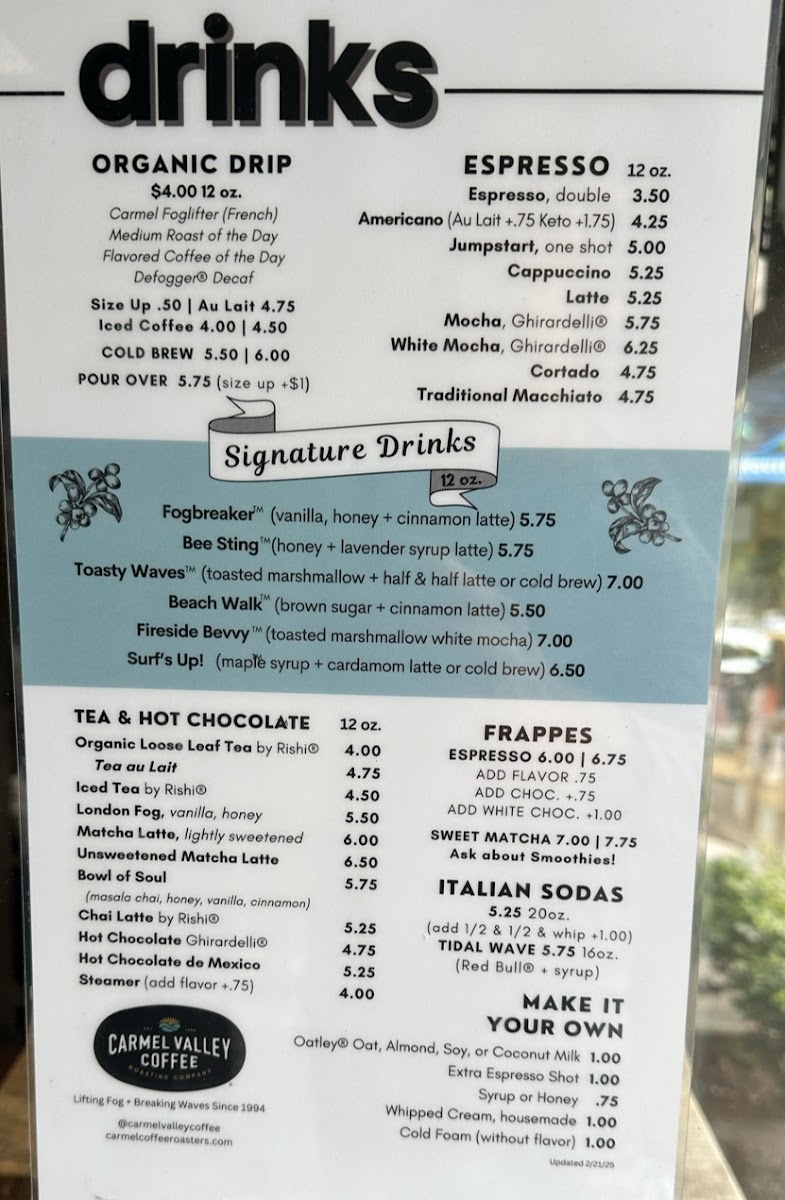 drinks
ORGANIC DRIP
$4.00 12 oz.
Carmel Foglifter (French)
Medium Roast of the Day
Flavored Coffee of the Day
Defogger® Decaf
Size Up .50 | Au Lait 4.75
Iced Coffee 4.00 | 4.50
COLD BREW 5.50 | 6.00
POUR OVER 5.75 (size up +$1)
ESPRESSO 12 oz.
Espresso, double 3.50
Americano (Au Lait +.75 Keto +1.75) 4.25
Jumpstart, one shot 5.00
Cappuccino 5.25
Latte 5.25
Mocha, Ghirardelli® 5.75
White Mocha, Ghirardelli® 6.25
Cortado 4.75
Traditional Macchiato 4.75
Signature Drinks
12 oz.
Fogbreaker™ (vanilla, honey + cinnamon latte) 5.75
Bee Sting™ (honey + lavender syrup latte) 5.75
Toasty Waves™ (toasted marshmallow + half & half latte or cold brew) 7.00
Beach Walk™ (brown sugar + cinnamon latte) 5.50
Fireside Bevvy™ (toasted marshmallow white mocha) 7.00
Surf's Up! (maple syrup + cardamom latte or cold brew) 6.50
TEA & HOT CHOCOLATE 12 oz.
Organic Loose Leaf Tea by Rishi® 4.00
Tea au Lait 4.75
Iced Tea by Rishi® 4.50
London Fog, vanilla, honey 5.50
Matcha Latte, lightly sweetened 6.00
Unsweetened Matcha Latte 6.50
Bowl of Soul 5.75
(masala chai, honey, vanilla, cinnamon)
Chai Latte by Rishi® 5.25
Hot Chocolate Ghirardelli® 4.75
Hot Chocolate de Mexico 5.25
Steamer (add flavor +.75) 4.00
FRAPPES
ESPRESSO 6.00 | 6.75
ADD FLAVOR .75
ADD CHOC. +.75
ADD WHITE CHOC. +1.00
SWEET MATCHA 7.00 | 7.75
Ask about Smoothies!
ITALIAN SODAS
5.25 20oz.
(add 1/2 & 1/2 & whip +1.00)
TIDAL WAVE 5.75 16oz.
(Red Bull® + syrup)
MAKE IT
YOUR OWN
Oatley® Oat, Almond, Soy, or Coconut Milk 1.00
Extra Espresso Shot 1.00
Syrup or Honey .75
Whipped Cream, housemade 1.00
Cold Foam (without flavor) 1.00
Updated 2/21/25
CARMEL VALLEY
COFFEE
ROASTING COMPANY
Lifting Fog + Breaking Waves Since 1994
@carmelvalleycoffee
carmelcoffeeroasters.com